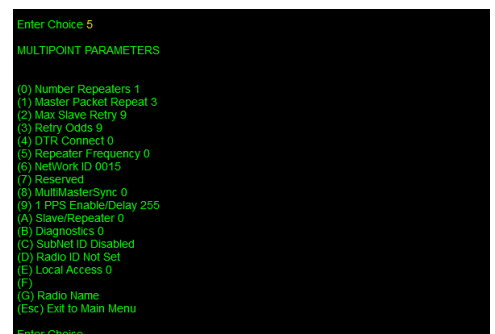 Enter Choice 5
MULTIPOINT PARAMETERS
(0) Number Repeaters 1
(1) Master Packet Repeat 3
(2) Max Slave Retry 9
(3) Retry Odds 9
(4) DTR Connect 0
(5) Repeater Frequency 0
(6) NetWork ID 0015
(7) Reserved
(8) MultiMasterSync 0
(9) 1 PPS Enable/Delay 255
(A) Slave/Repeater 0
(B) Diagnostics 0
(C) SubNet ID Disabled
(D) Radio ID Not Set
(E) Local Access 0
(F)
(G) Radio Name
(Esc) Exit to Main Menu
Enter Choice